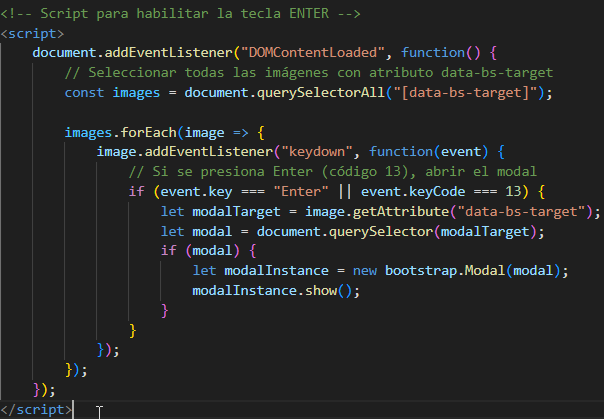 <!-- Script para habilitar la tecla ENTER -->
<script>
    document.addEventListener("DOMContentLoaded", function() {
        // Seleccionar todas las imágenes con atributo data-bs-target
        const images = document.querySelectorAll("[data-bs-target]");

        images.forEach(image => {
            image.addEventListener("keydown", function(event) {
                // Si se presiona Enter (código 13), abrir el modal
                if (event.key === "Enter" || event.keyCode === 13) {
                    let modalTarget = image.getAttribute("data-bs-target");
                    let modal = document.querySelector(modalTarget);
                    if (modal) {
                        let modalInstance = new bootstrap.Modal(modal);
                        modalInstance.show();
                    }
                }
            });
        });
    });
</script>